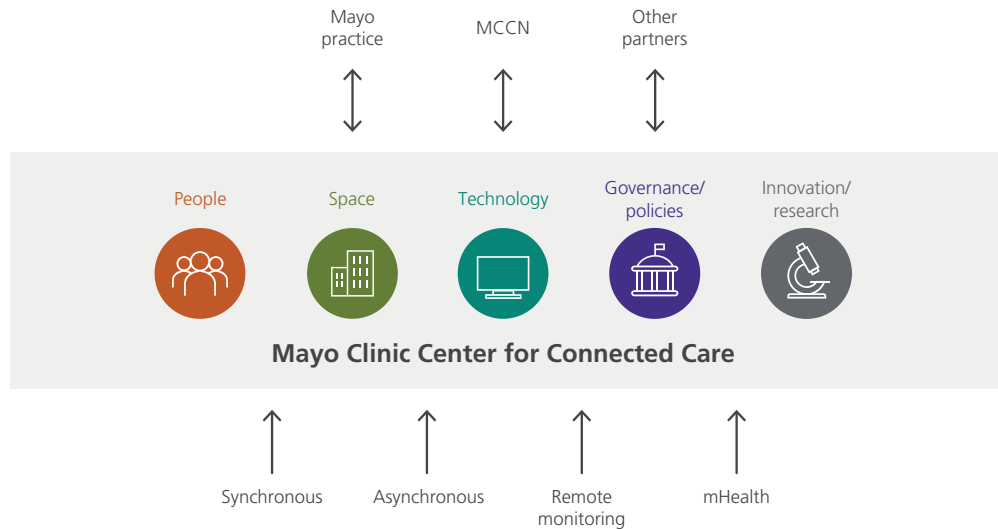 Mayo
practice
MCCN
Other
partners
People
Space
Technology
Governance/
policies
Innovation/
research
Mayo Clinic Center for Connected Care
Synchronous
Asynchronous
Remote
monitoring
mHealth